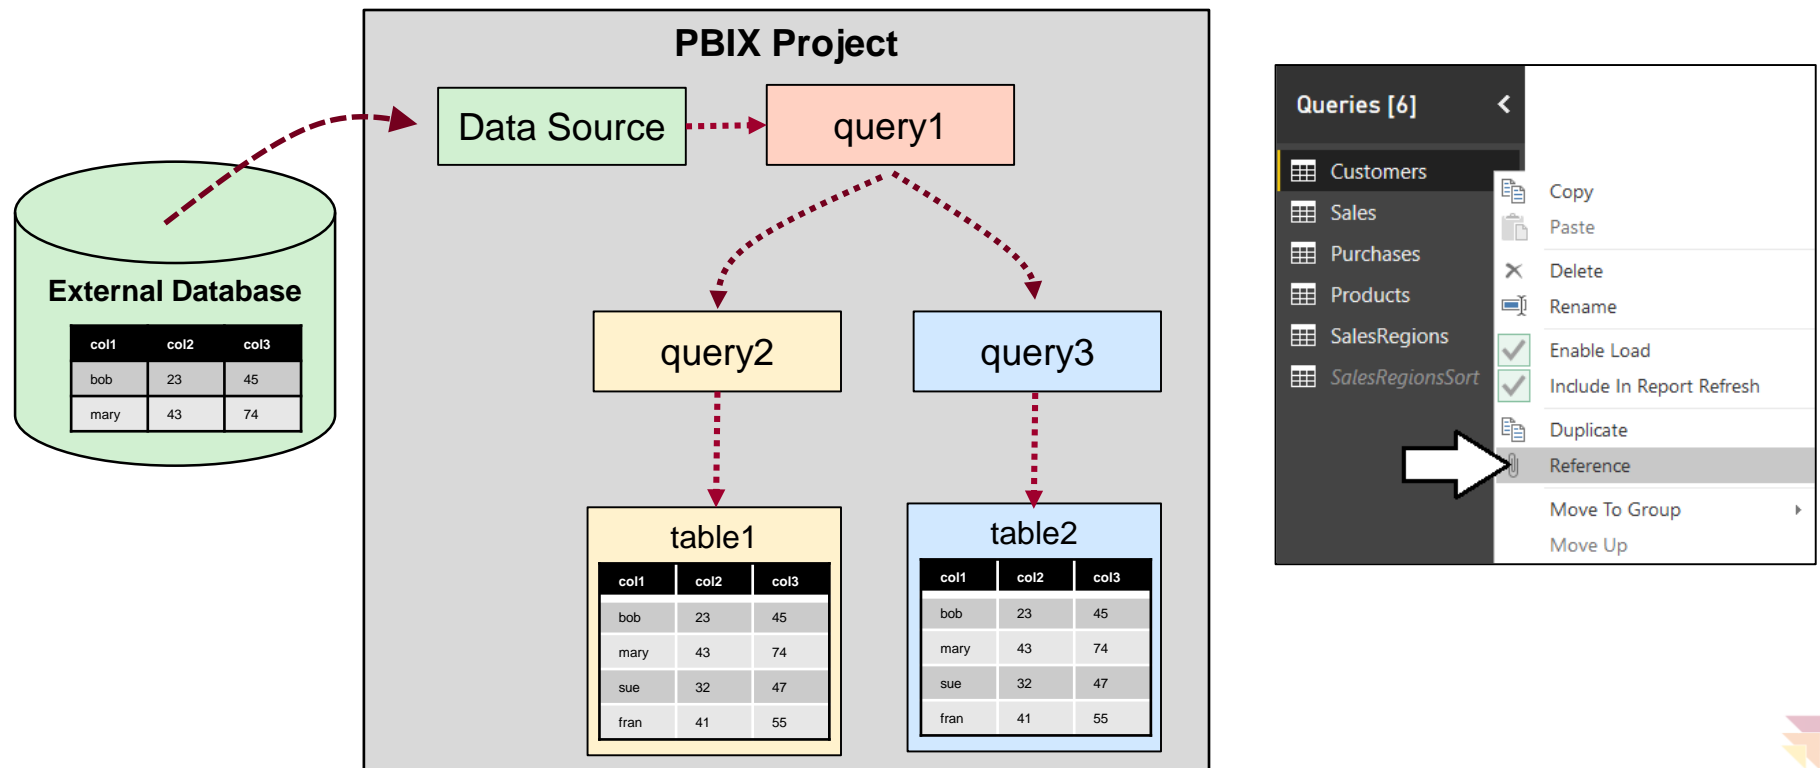 PBIX Project
Data Source
query1
External Database
col1 col2 col3
bob 23 45
mary 43 74
query2
query3
table1
col1 col2 col3
bob 23 45
mary 43 74
sue 32 47
fran 41 55
table2
col1 col2 col3
bob 23 45
mary 43 74
sue 32 47
fran 41 55
Queries [6]
Customers
Sales
Purchases
Products
SalesRegions
SalesRegionsSort
Copy
Paste
Delete
Rename
Enable Load
Include In Report Refresh
Duplicate
Reference
Move To Group
Move Up